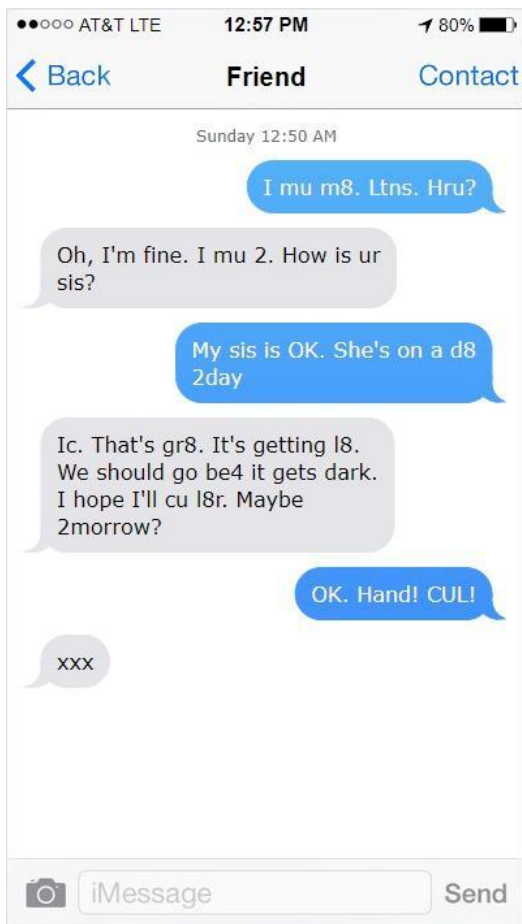 AT&T LTE 12:57 PM 80%
Back Friend Contact
Sunday 12:50 AM
I mu m8. Ltns. Hru?
Oh, I'm fine. I mu 2. How is ur
sis?
My sis is OK. She's on a d8
2day
Ic. That's gr8. It's getting l8.
We should go be4 it gets dark.
I hope I'll cu l8r. Maybe
2morrow?
OK. Hand! CUL!
xxx
iMessage Send